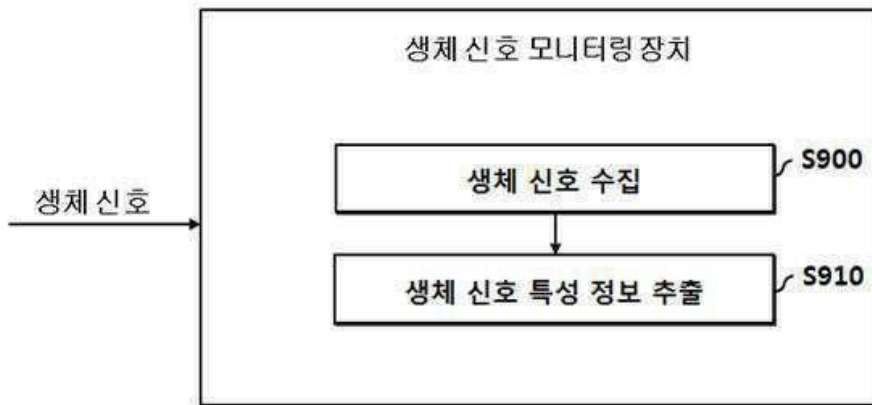 생체 신호 모니터링 장치
생체 신호 수집
S900
생체 신호
생체 신호 특성 정보 추출
S910